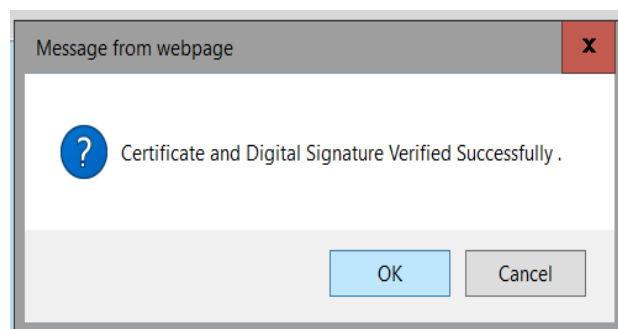 Message from webpage
x
?
Certificate and Digital Signature Verified Successfully .
OK
Cancel